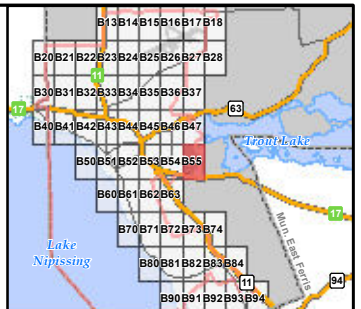 B13 B14 B15 B16 B17 B18
B20 B21 B22 B23 B24 B25 B26 B27 B28
11
B30 B31 B32 B33 B34 B35 B36 B37
17
63
B40 B41 B42 B43 B44 B45 B46 B47
Trout Lake
B50 B51 B52 B53 B54 B55
B60 B61 B62 B63
17
B70 B71 B72 B73 B74
Mun. East Ferris
Lake
Nipissing
B80 B81 B82 B83 B84
11
94
B90 B91 B92 B93 B94